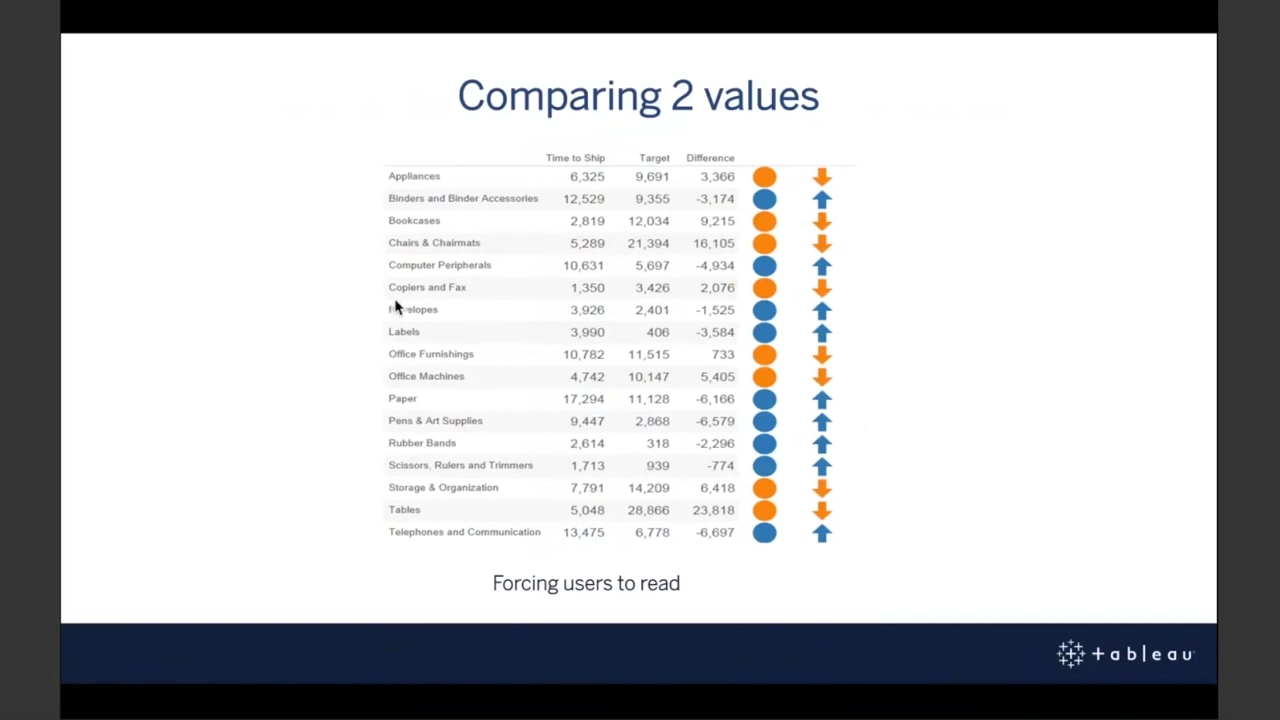 Comparing 2 values
Time to Ship Target Difference
Appliances 6,325 9,691 3,366
Binders and Binder Accessories 12,529 9,355 -3,174
Bookcases 2,819 12,034 9,215
Chairs & Chairmats 5,289 21,394 16,105
Computer Peripherals 10,631 5,697 -4,934
Copiers and Fax 1,350 3,426 2,076
Envelopes 3,926 2,401 -1,525
Labels 3,990 406 -3,584
Office Furnishings 10,782 11,515 733
Office Machines 4,742 10,147 5,405
Paper 17,294 11,128 -6,166
Pens & Art Supplies 9,447 2,868 -6,579
Rubber Bands 2,614 318 -2,296
Scissors, Rulers and Trimmers 1,713 939 -774
Storage & Organization 7,791 14,209 6,418
Tables 5,048 28,866 23,818
Telephones and Communication 13,475 6,778 -6,697
Forcing users to read
+ableau